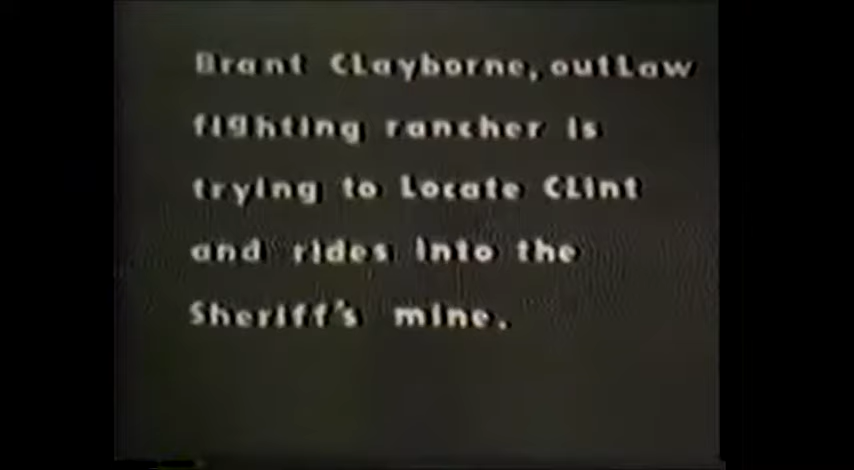 Brant Clayborne, outlaw
fighting rancher is
trying to locate Clint
and rides into the
Sheriff's mine.